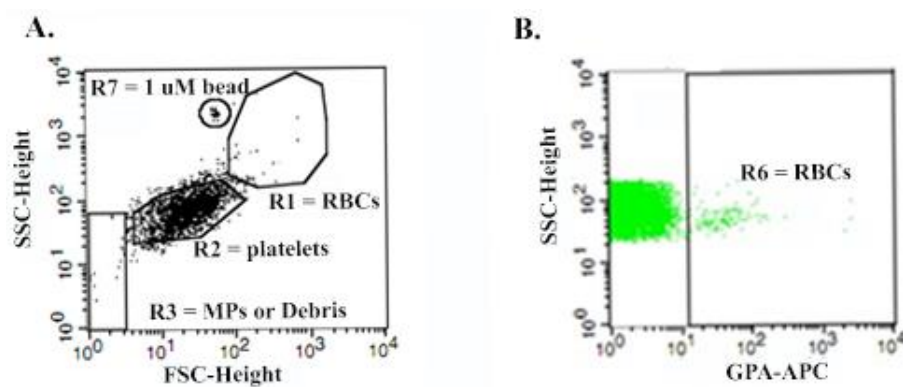 A.
SSC-Height
10^4
10^3
10^2
10^1
10^0
R7 = 1 uM bead
R1 = RBCs
R2 = platelets
R3 = MPs or Debris
10^0 10^1 10^2 10^3 10^4
FSC-Height
B.
SSC-Height
10^4
10^3
10^2
10^1
10^0
R6 = RBCs
10^0 10^1 10^2 10^3 10^4
GPA-APC